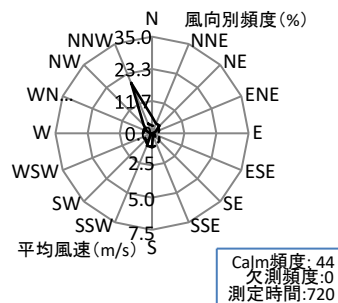 N 風向別頻度(%)
35.0
NNW NNE
NW 23.3 NE
WN... 11.7 ENE
W 0.0 E
WSW 2.5 ESE
SW 5.0 SE
SSW 7.5 SSE
平均風速(m/s) S
Calm頻度: 44
欠測頻度:0
測定時間:720